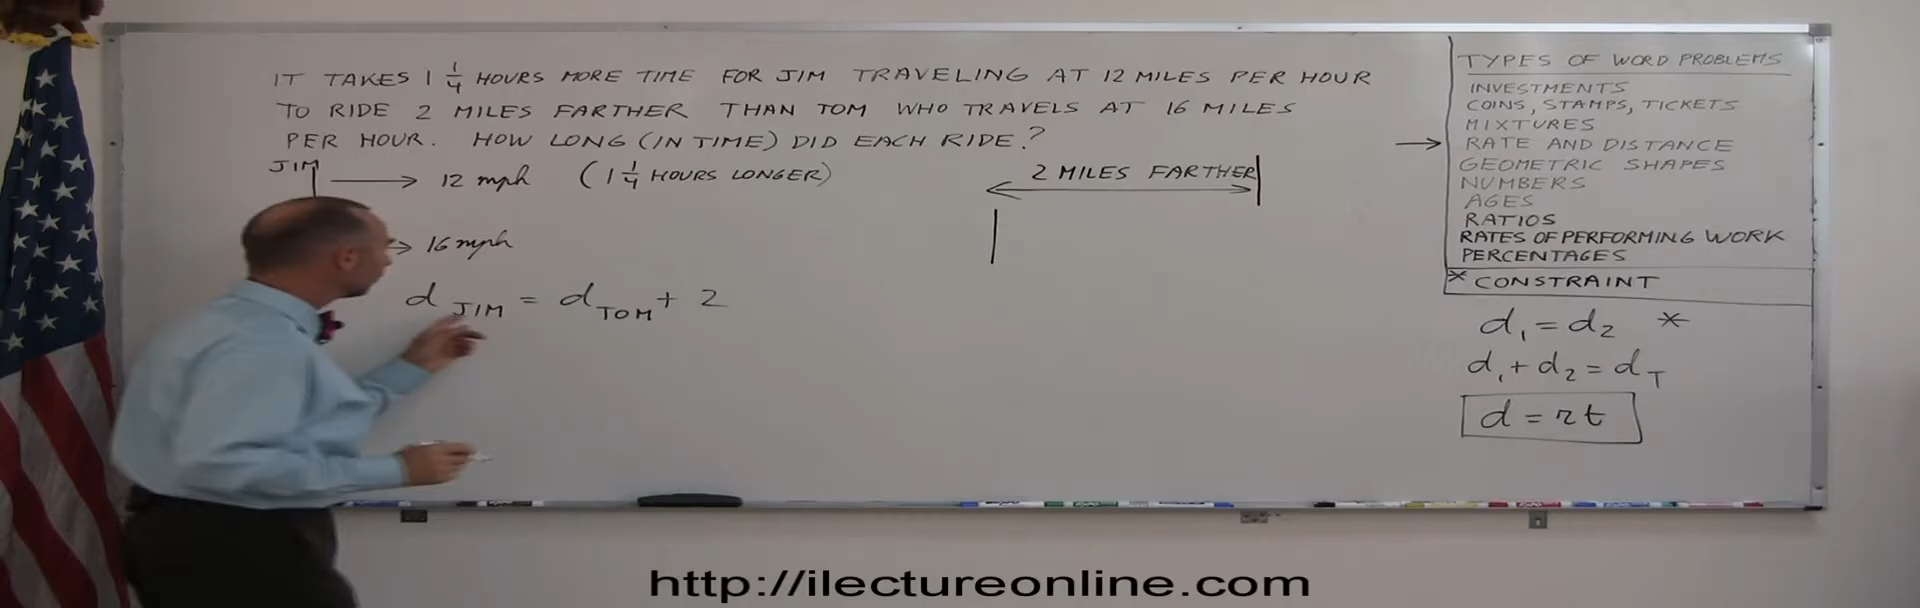 IT TAKES 1 1/4 HOURS MORE TIME FOR JIM TRAVELING AT 12 MILES PER HOUR
TO RIDE 2 MILES FARTHER THAN TOM WHO TRAVELS AT 16 MILES
PER HOUR. HOW LONG (IN TIME) DID EACH RIDE?
JIM
12 mph (1 1/4 HOURS LONGER) 2 MILES FARTHER
16 mph
d JIM = d TOM + 2
TYPES OF WORD PROBLEMS
INVESTMENTS
COINS, STAMPS, TICKETS
MIXTURES
→ RATE AND DISTANCE
GEOMETRIC SHAPES
NUMBERS
AGES
RATIOS
RATES OF PERFORMING WORK
PERCENTAGES
* CONSTRAINT
d₁ = d₂ *
d₁ + d₂ = d_T
d = rt
http://ilectureonline.com